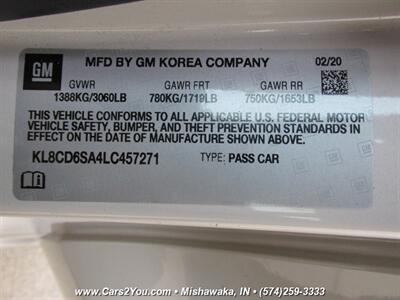 GM
MFD BY GM KOREA COMPANY 02/20
GVWR GAWR FRT GAWR RR
1388KG/3060LB 780KG/1719LB 750KG/1653LB
THIS VEHICLE CONFORMS TO ALL APPLICABLE U.S. FEDERAL MOTOR
VEHICLE SAFETY, BUMPER, AND THEFT PREVENTION STANDARDS IN
EFFECT ON THE DATE OF MANUFACTURE SHOWN ABOVE.
KL8CD6SA4LC457271 TYPE: PASS CAR
www.Cars2You.com ~ Mishawaka, IN ~ (574)259-3333